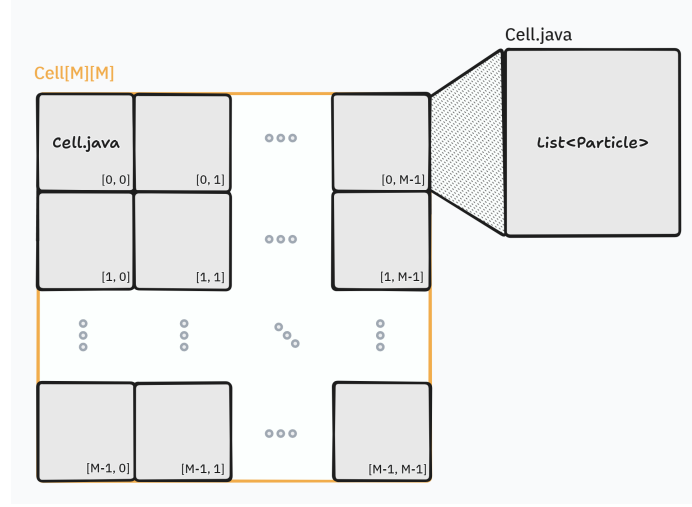 Cell.java
Cell[M][M]
Cell.java
List<Particle>
[0, 0]
[0, 1]
[0, M-1]
[1, 0]
[1, 1]
[1, M-1]
[M-1, 0]
[M-1, 1]
[M-1, M-1]